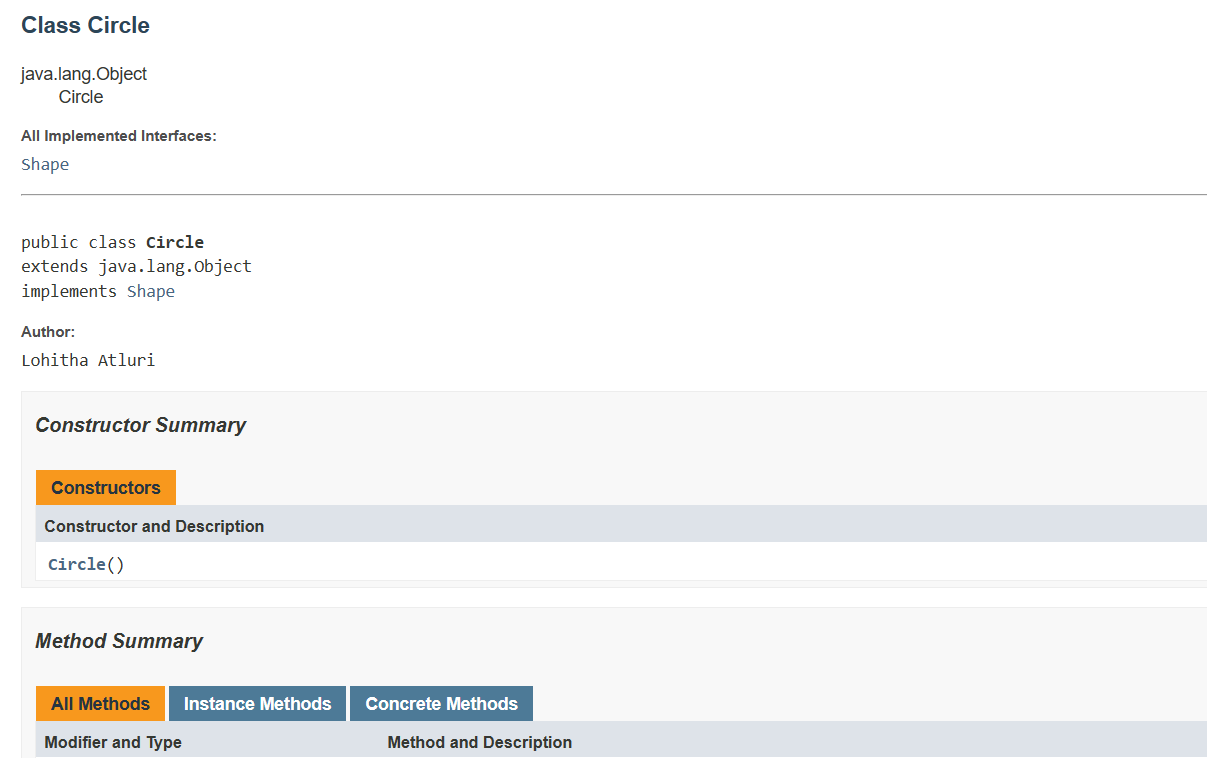 Class Circle
java.lang.Object
Circle
All Implemented Interfaces:
Shape
public class Circle
extends java.lang.Object
implements Shape
Author:
Lohitha Atluri
Constructor Summary
Constructors
Constructor and Description
Circle()
Method Summary
All Methods Instance Methods Concrete Methods
Modifier and Type Method and Description